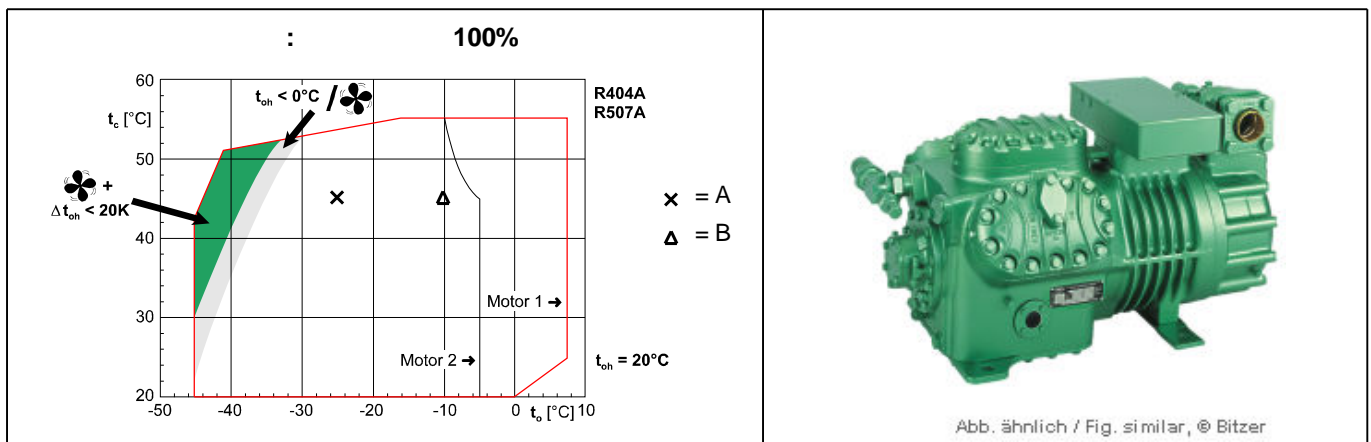 : 100%
60
50
40
30
20
t_c [°C]
t_oh < 0°C /
+
Δt_oh < 20K
R404A
R507A
× = A
Δ = B
Motor 1 →
Motor 2 →
t_oh = 20°C
-50 -40 -30 -20 -10 0 t_o [°C] 10
Abb. ähnlich / Fig. similar, © Bitzer